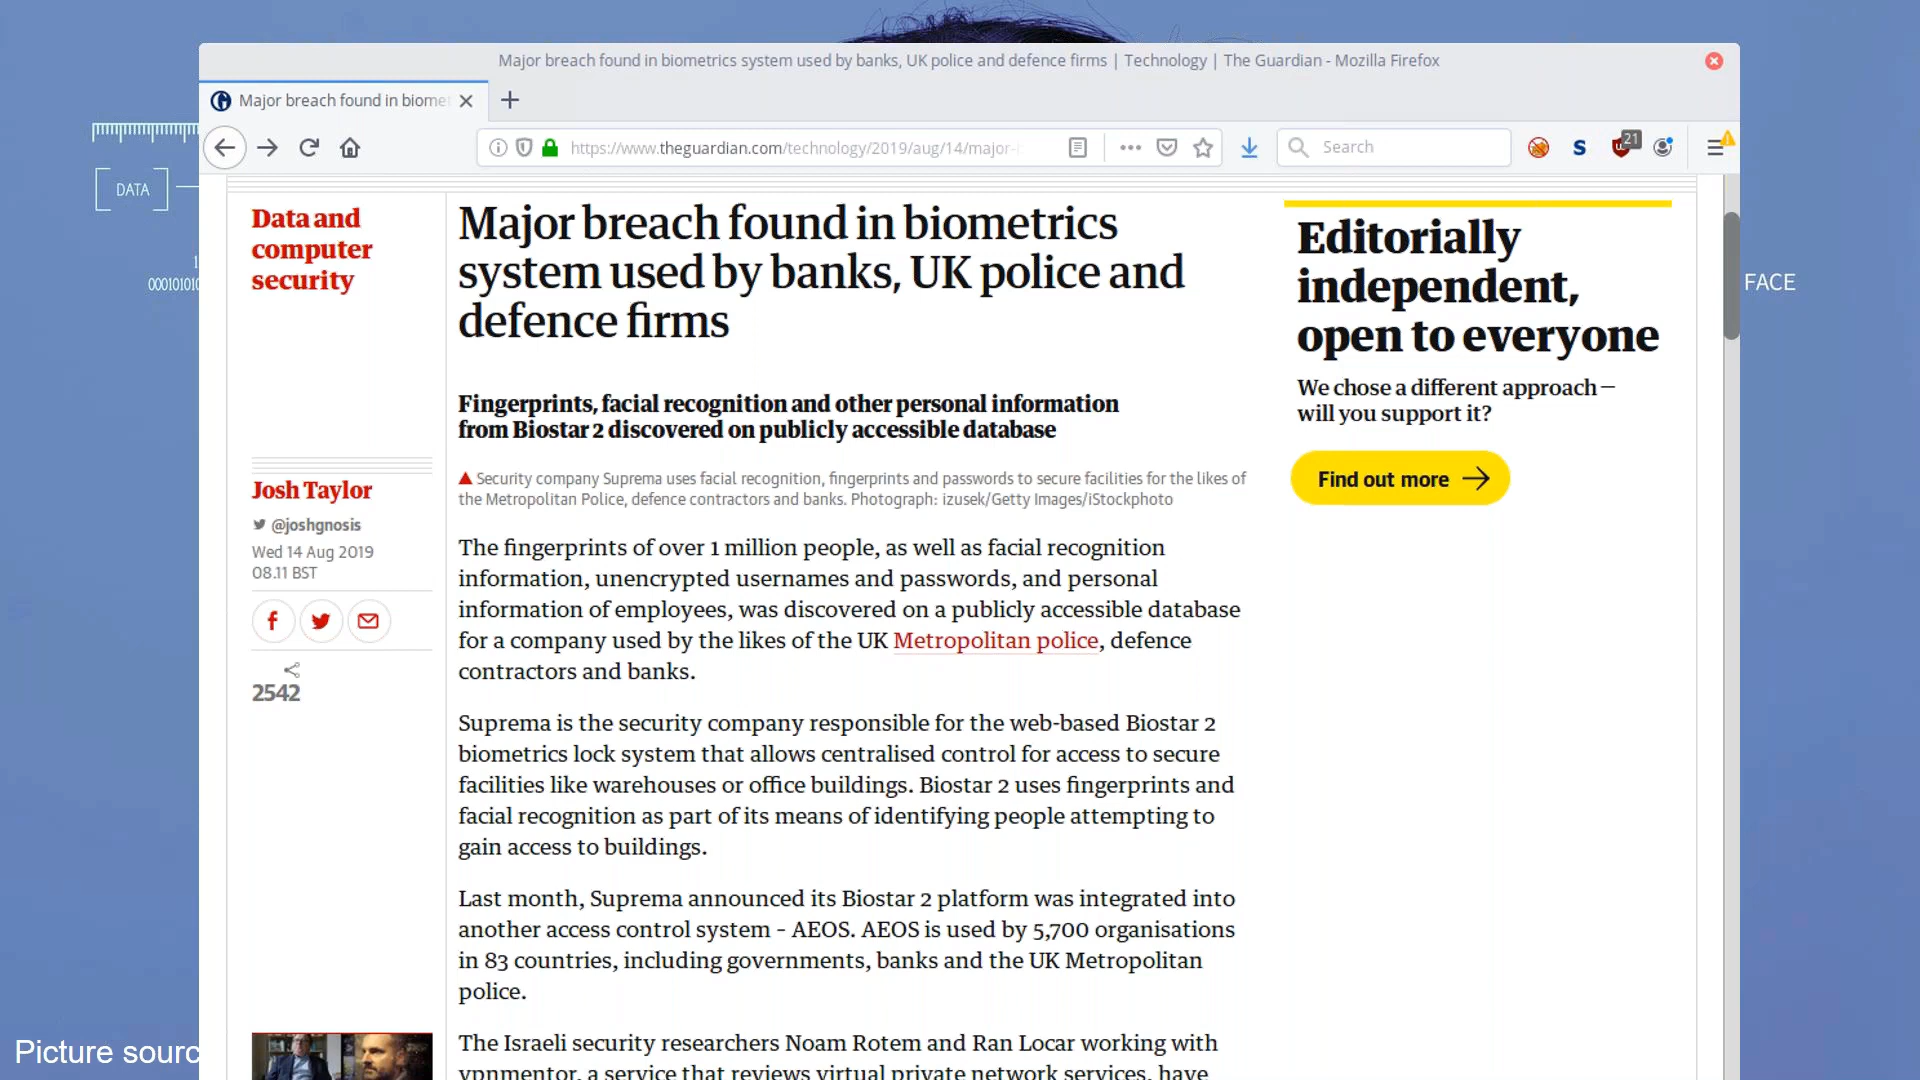 Major breach found in biometrics system used by banks, UK police and defence firms | Technology | The Guardian - Mozilla Firefox
Major breach found in biome
https://www.theguardian.com/technology/2019/aug/14/major-
Search
21
DATA
000101010
FACE
Data and
computer
security
Major breach found in biometrics
system used by banks, UK police and
defence firms
Fingerprints, facial recognition and other personal information
from Biostar 2 discovered on publicly accessible database
Security company Suprema uses facial recognition, fingerprints and passwords to secure facilities for the likes of
the Metropolitan Police, defence contractors and banks. Photograph: izusek/Getty Images/iStockphoto
Josh Taylor
@joshgnosis
Wed 14 Aug 2019
08.11 BST
2542
The fingerprints of over 1 million people, as well as facial recognition
information, unencrypted usernames and passwords, and personal
information of employees, was discovered on a publicly accessible database
for a company used by the likes of the UK Metropolitan police, defence
contractors and banks.
Suprema is the security company responsible for the web-based Biostar 2
biometrics lock system that allows centralised control for access to secure
facilities like warehouses or office buildings. Biostar 2 uses fingerprints and
facial recognition as part of its means of identifying people attempting to
gain access to buildings.
Last month, Suprema announced its Biostar 2 platform was integrated into
another access control system – AEOS. AEOS is used by 5,700 organisations
in 83 countries, including governments, banks and the UK Metropolitan
police.
The Israeli security researchers Noam Rotem and Ran Locar working with
vpnmentor, a service that reviews virtual private network services, have
Editorially
independent,
open to everyone
We chose a different approach —
will you support it?
Find out more
Picture sourc